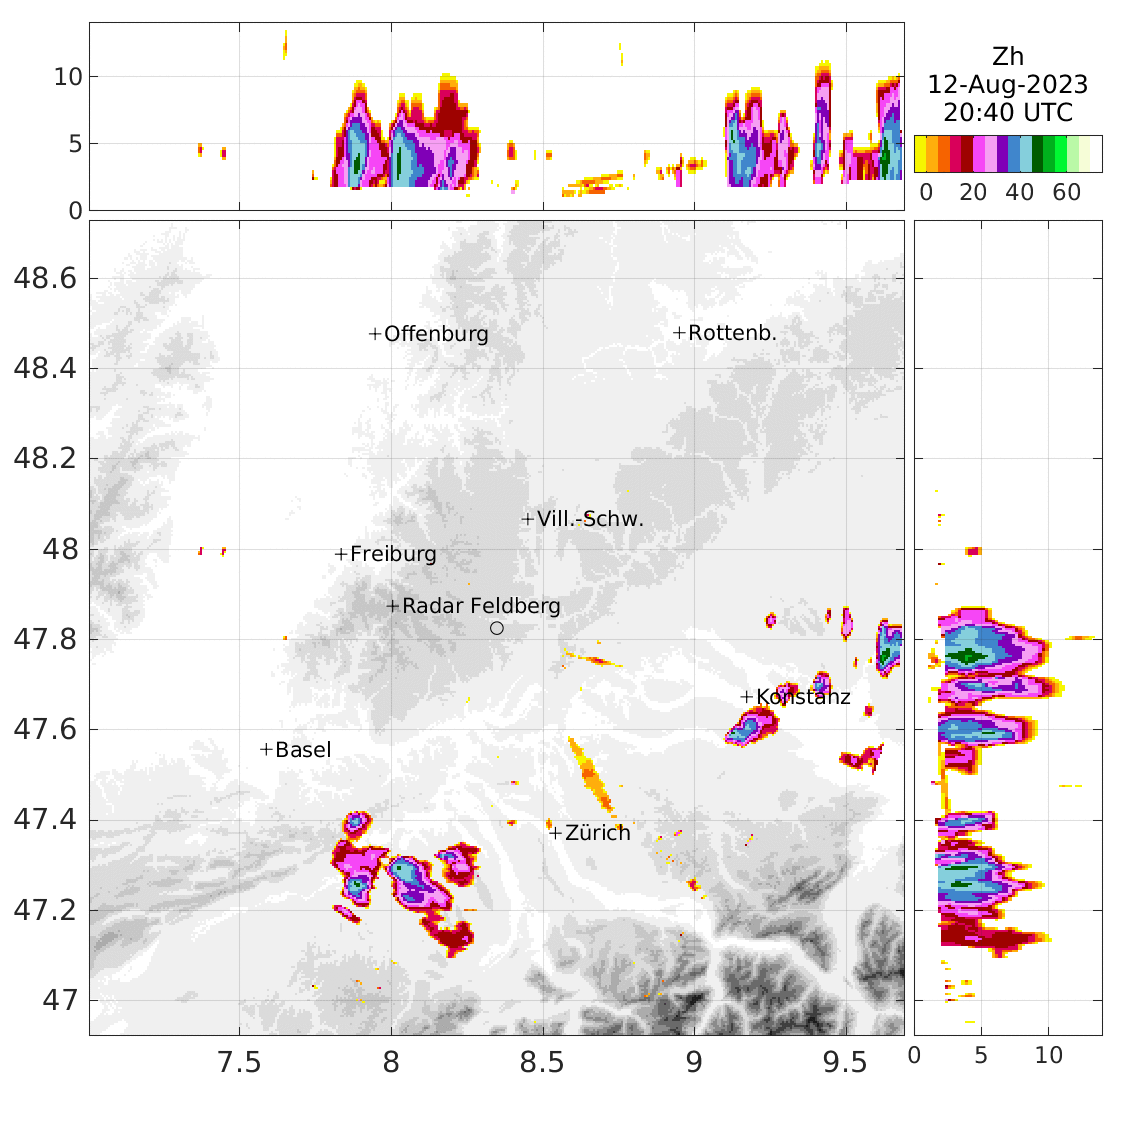 Zh
12-Aug-2023
20:40 UTC
0 20 40 60
10
5
0
48.6
48.4
48.2
48
47.8
47.6
47.4
47.2
47
Offenburg
Rottenb.
Vill.-Schw.
Freiburg
Radar Feldberg
Konstanz
Basel
Zürich
7.5 8 8.5 9 9.5
0 5 10